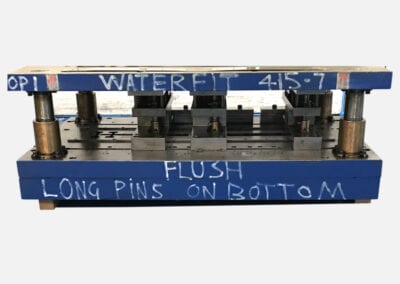 OP1 WATERFIT 415-7
FLUSH
LONG PINS ON BOTTOM